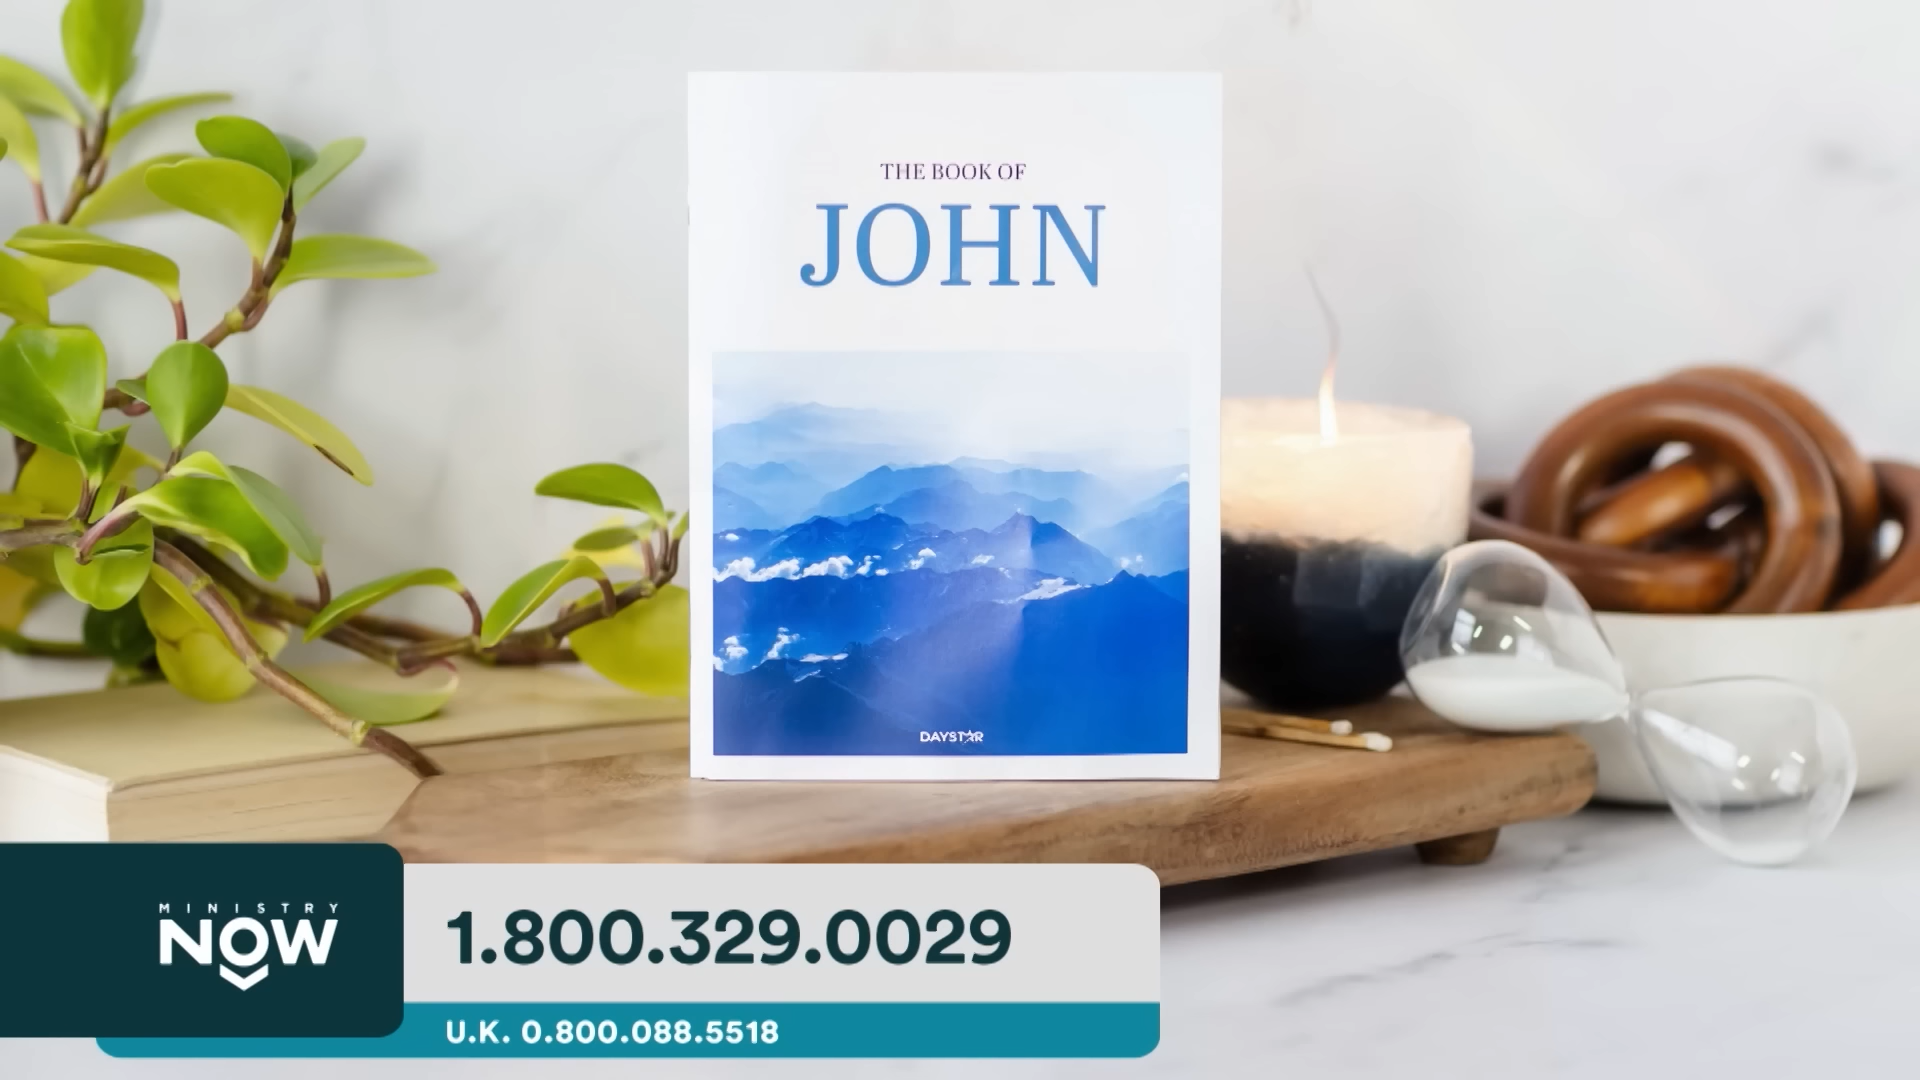 THE BOOK OF
JOHN
DAYSTAR
MINISTRY
NOW
1.800.329.0029
U.K. 0.800.088.5518